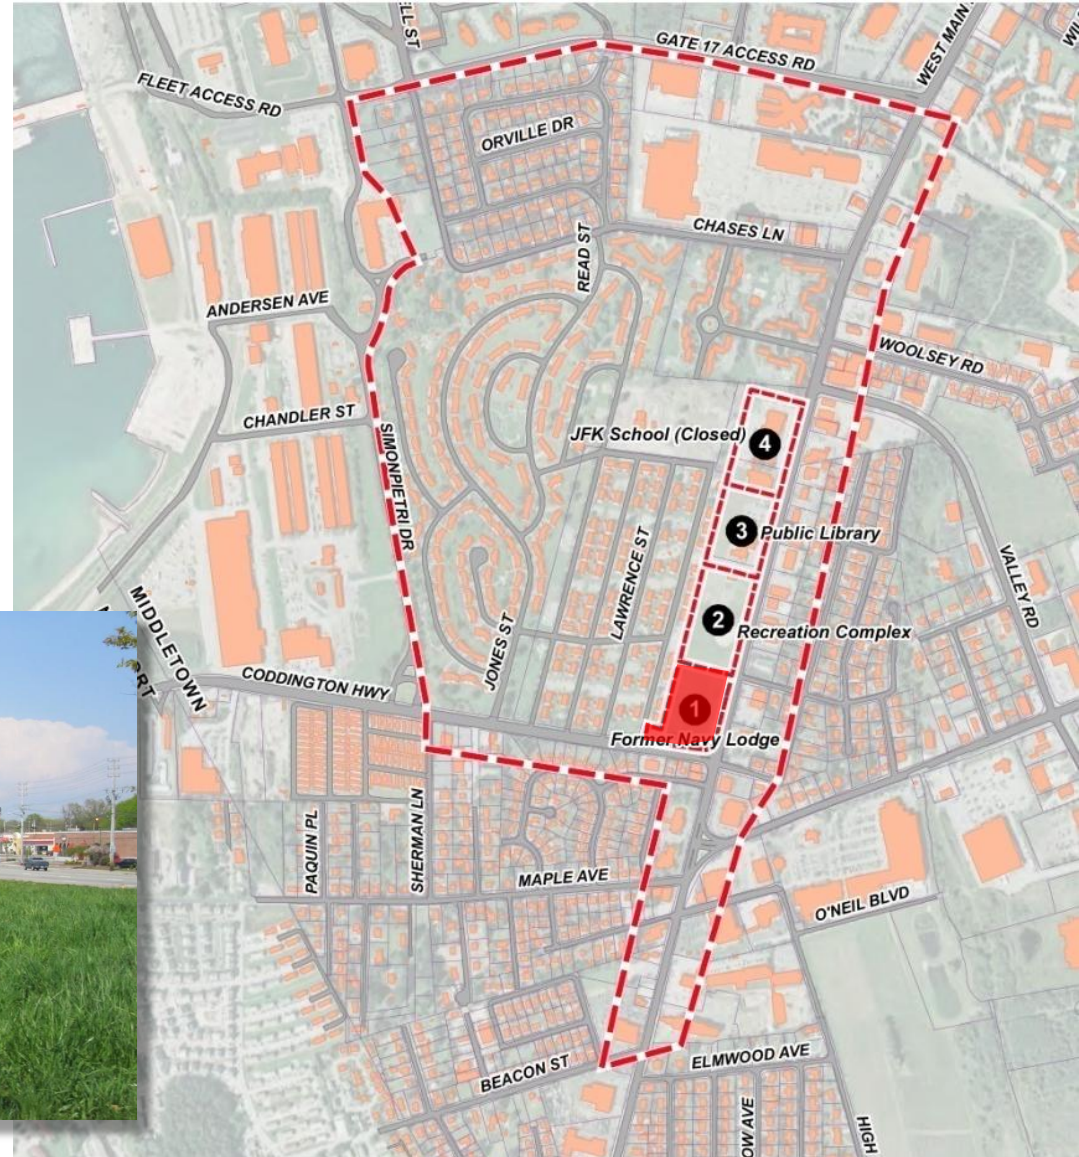 GATE 17 ACCESS RD
WEST MAIN
FLEET ACCESS RD
ORVILLE DR
CHASES LN
READ ST
ANDERSEN AVE
WOOLSEY RD
CHANDLER ST
SIMONPIETRI DR
JFK School (Closed)
4
3
Public Library
LAWRENCE ST
VALLEY RD
2
Recreation Complex
MIDDLETOWN
JONES ST
CODDINGTON HWY
1
Former Navy Lodge
PAQUIN PL
SHERMAN LN
MAPLE AVE
O'NEIL BLVD
BEACON ST
ELMWOOD AVE
HIGH